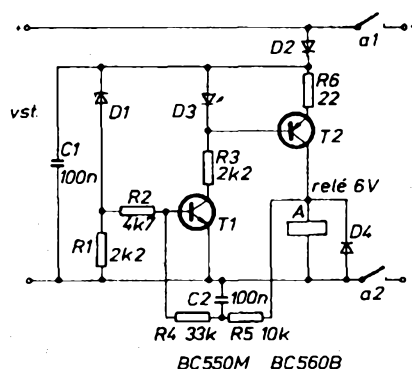 +
+
D2
a1
R6
22
vst.
D1
D3
T2
C1
100n
R3
2k2
relé 6V
R2
4k7
A
T1
D4
R1
2k2
C2
100n
a2
R4 33k
R5 10k
BC550M BC560B